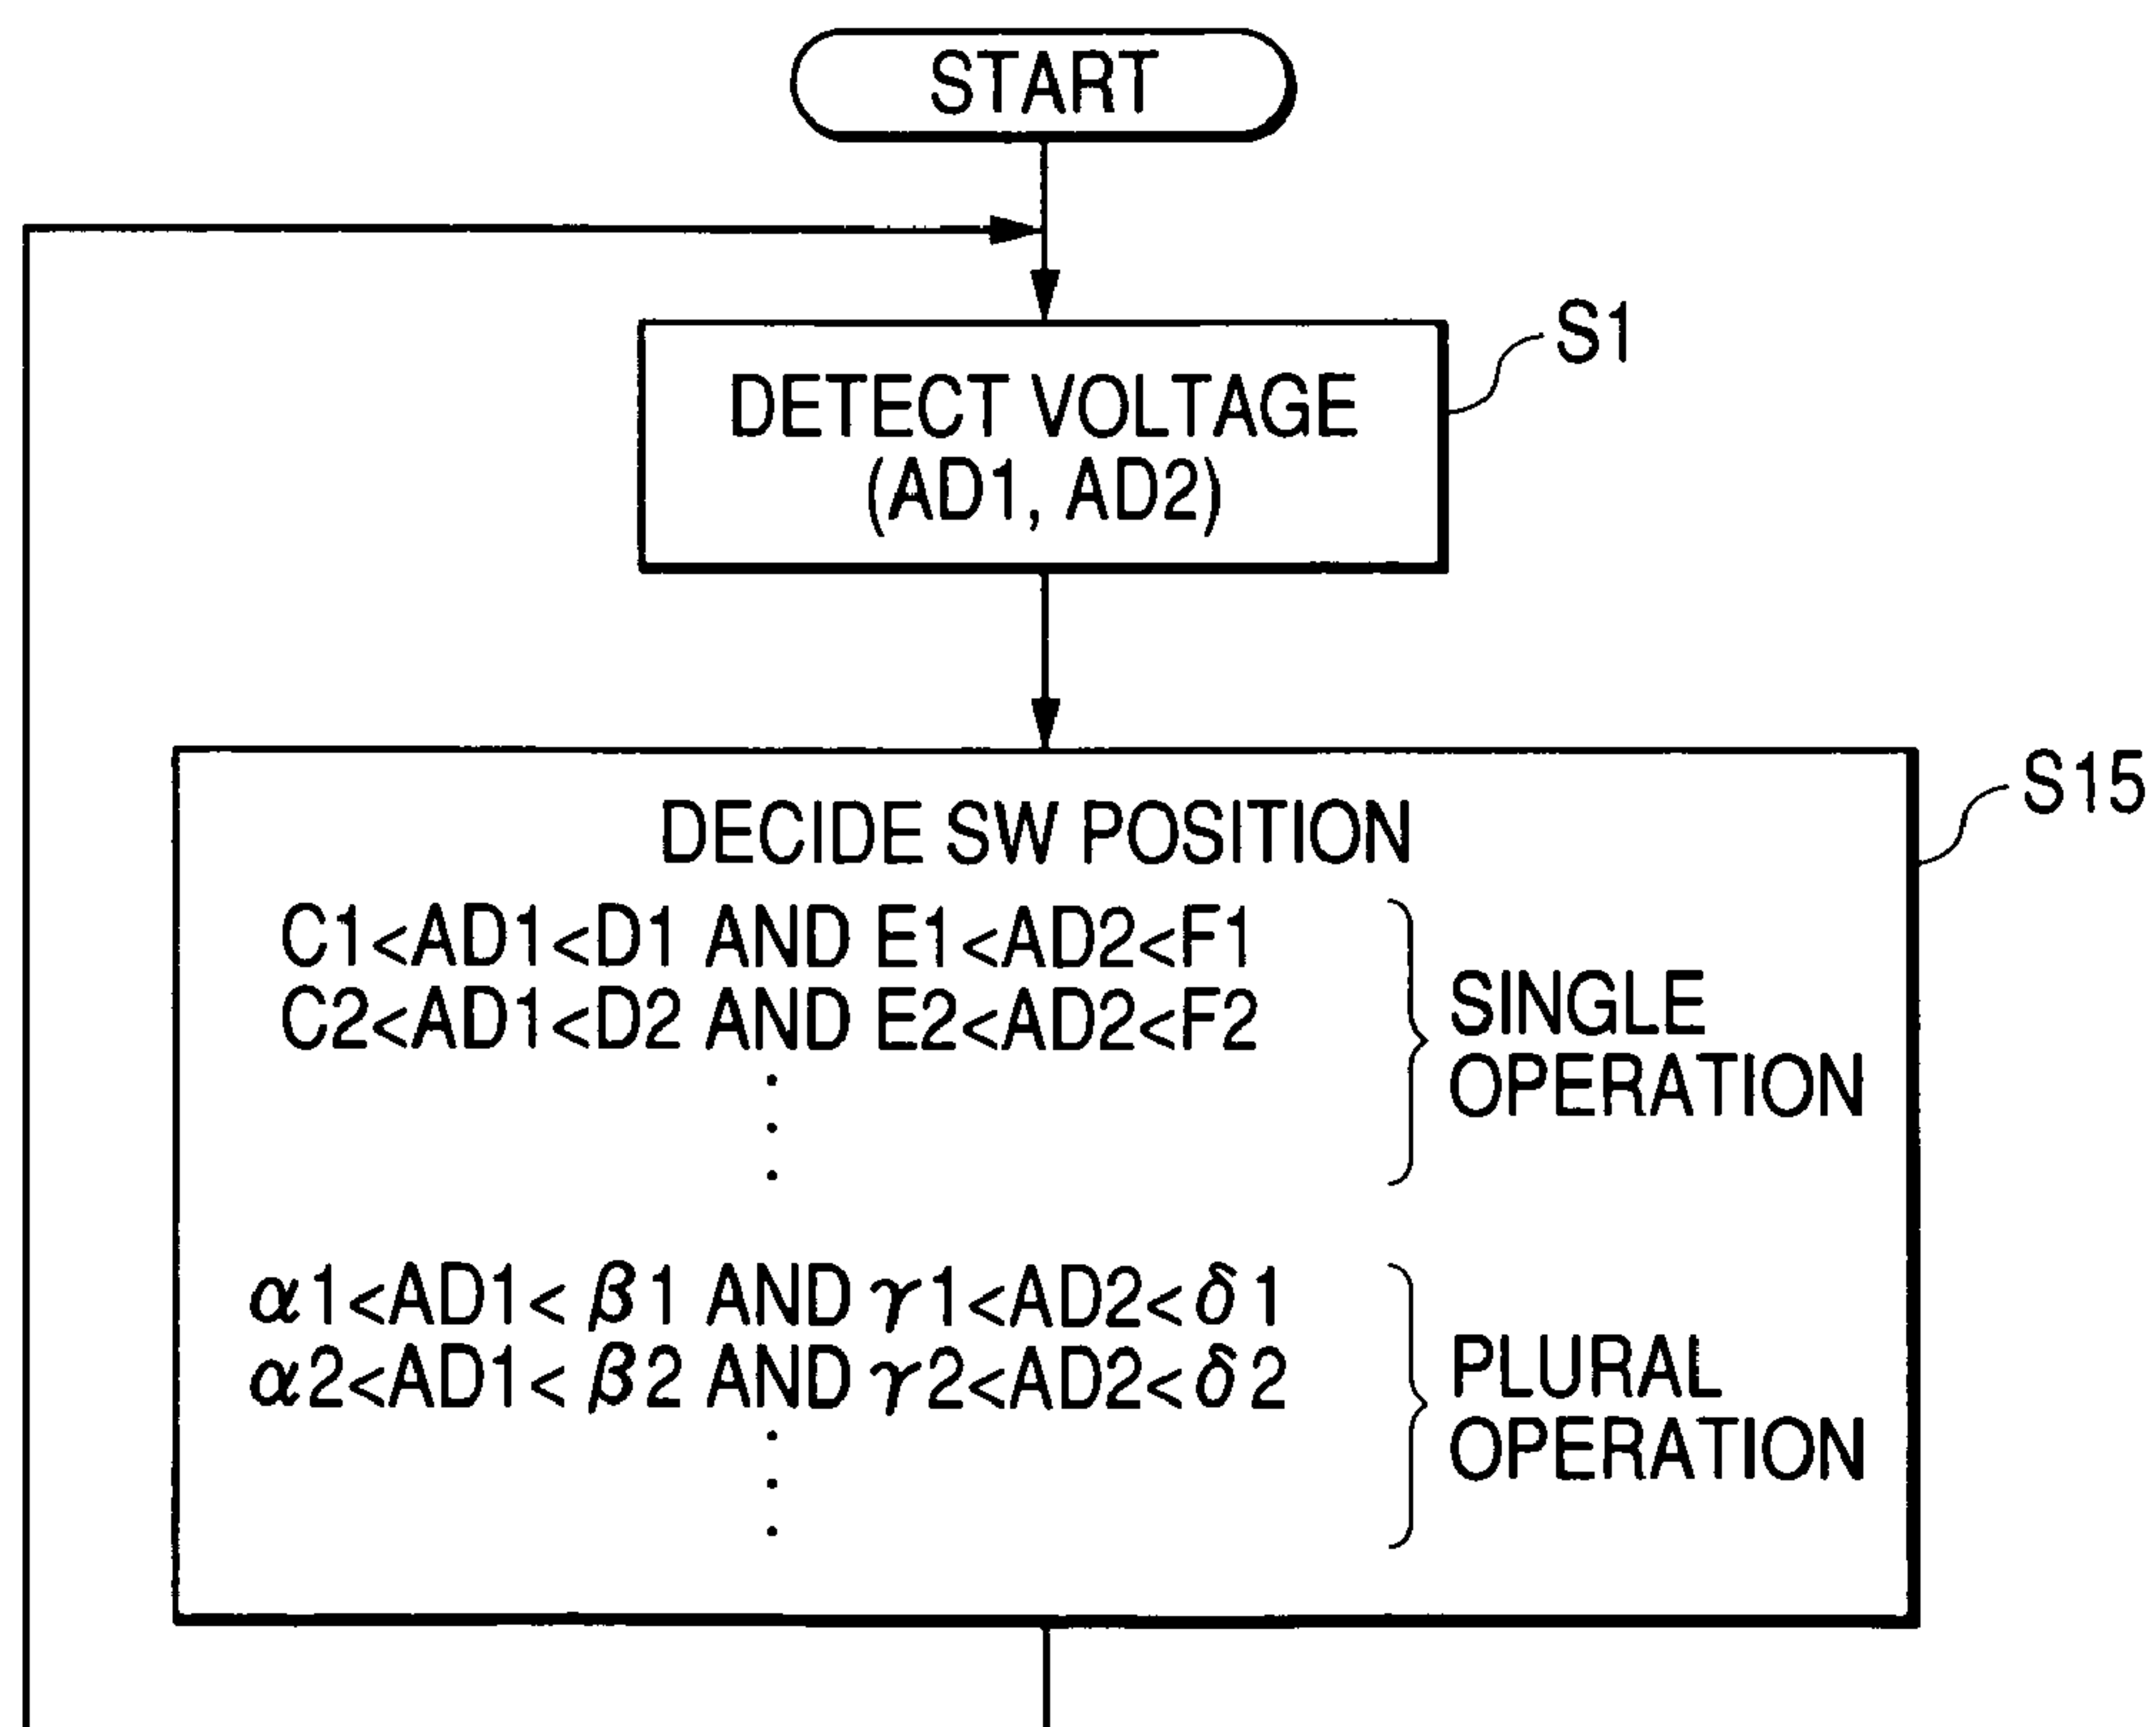 START
S1
DETECT VOLTAGE
(AD1, AD2)
S15
DECIDE SW POSITION
C1<AD1<D1 AND E1<AD2<F1
C2<AD1<D2 AND E2<AD2<F2
SINGLE
OPERATION
α1<AD1<β1 AND γ1<AD2<δ1
α2<AD1<β2 AND γ2<AD2<δ2
PLURAL
OPERATION